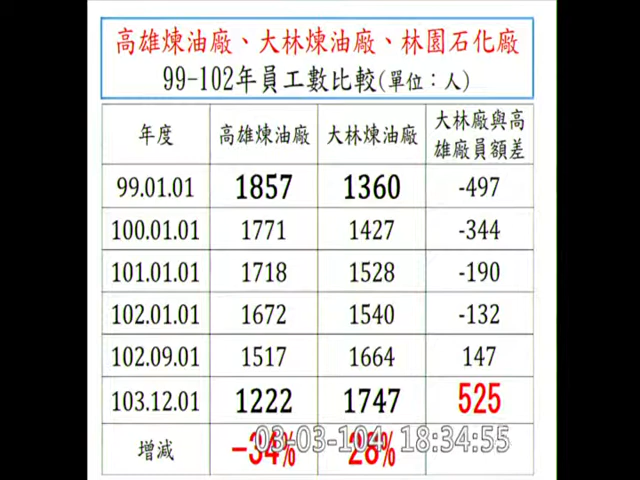 高雄煉油廠、大林煉油廠、林園石化廠
99-102年員工數比較(單位：人)
年度 高雄煉油廠 大林煉油廠 大林廠與高雄廠員額差
99.01.01 1857 1360 -497
100.01.01 1771 1427 -344
101.01.01 1718 1528 -190
102.01.01 1672 1540 -132
102.09.01 1517 1664 147
103.12.01 1222 1747 525
增減 -34% 28%
03-03-104 18:34:55